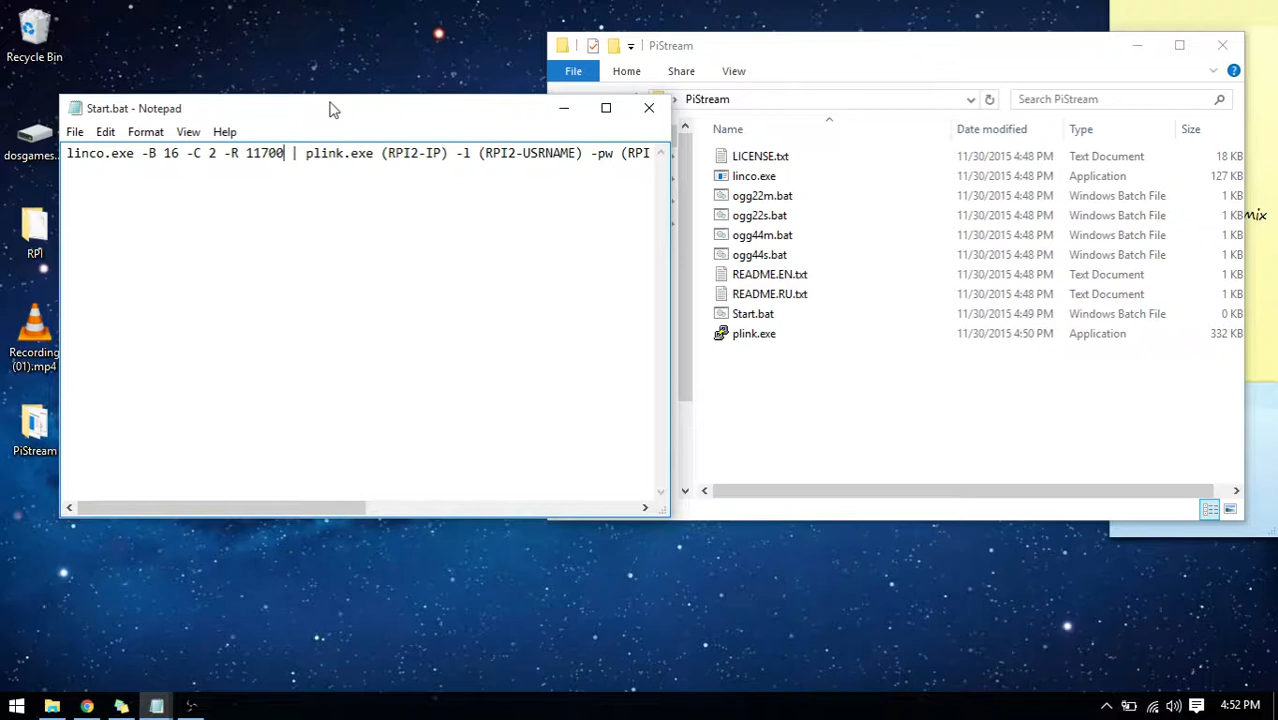 Recycle Bin
dosgames...
RPI
Recording
(01).mp4
PiStream
Start.bat - Notepad
File Edit Format View Help
linco.exe -B 16 -C 2 -R 11700 | plink.exe (RPI2-IP) -l (RPI2-USRNAME) -pw (RPI
PiStream
File Home Share View
PiStream
Search PiStream
Name Date modified Type Size
LICENSE.txt 11/30/2015 4:48 PM Text Document 18 KB
linco.exe 11/30/2015 4:48 PM Application 127 KB
ogg22m.bat 11/30/2015 4:48 PM Windows Batch File 1 KB
ogg22s.bat 11/30/2015 4:48 PM Windows Batch File 1 KB
ogg44m.bat 11/30/2015 4:48 PM Windows Batch File 1 KB
ogg44s.bat 11/30/2015 4:48 PM Windows Batch File 1 KB
README.EN.txt 11/30/2015 4:48 PM Text Document 1 KB
README.RU.txt 11/30/2015 4:48 PM Text Document 1 KB
Start.bat 11/30/2015 4:49 PM Windows Batch File 0 KB
plink.exe 11/30/2015 4:50 PM Application 332 KB
mix
4:52 PM